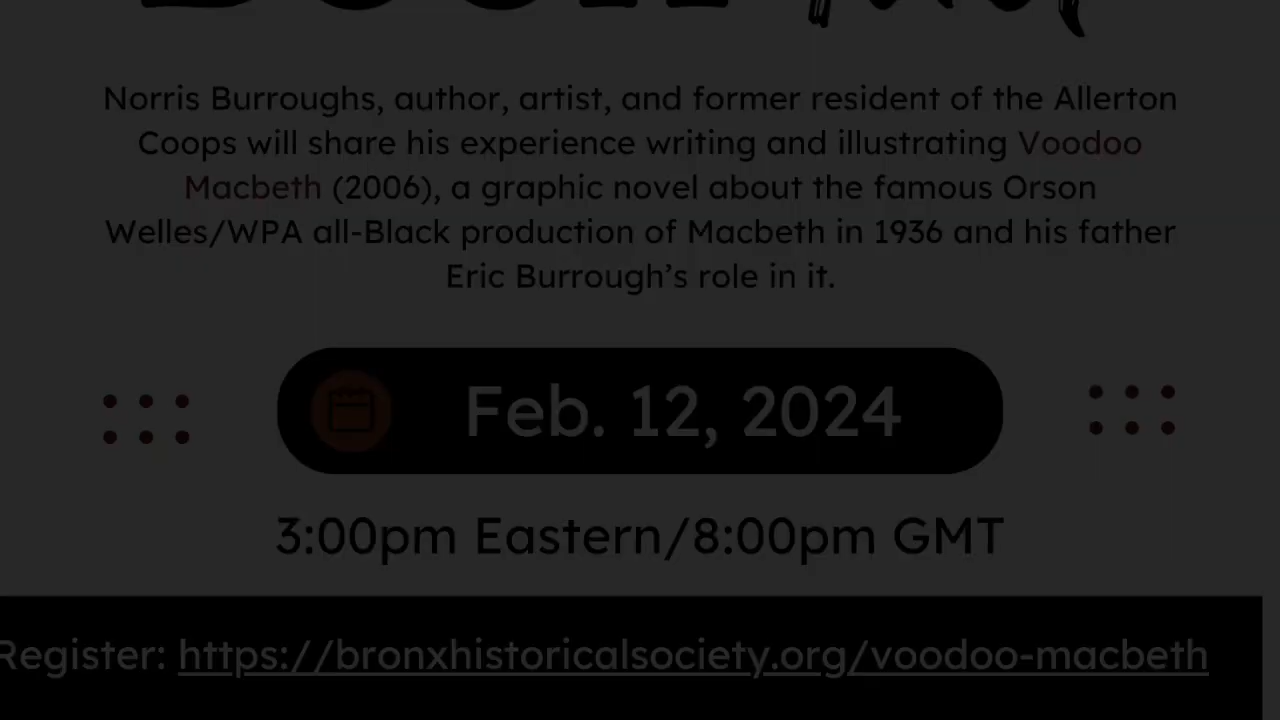 Norris Burroughs, author, artist, and former resident of the Allerton
Coops will share his experience writing and illustrating Voodoo
Macbeth (2006), a graphic novel about the famous Orson
Welles/WPA all-Black production of Macbeth in 1936 and his father
Eric Burrough’s role in it.
Feb. 12, 2024
3:00pm Eastern/8:00pm GMT
Register: https://bronxhistoricalsociety.org/voodoo-macbeth